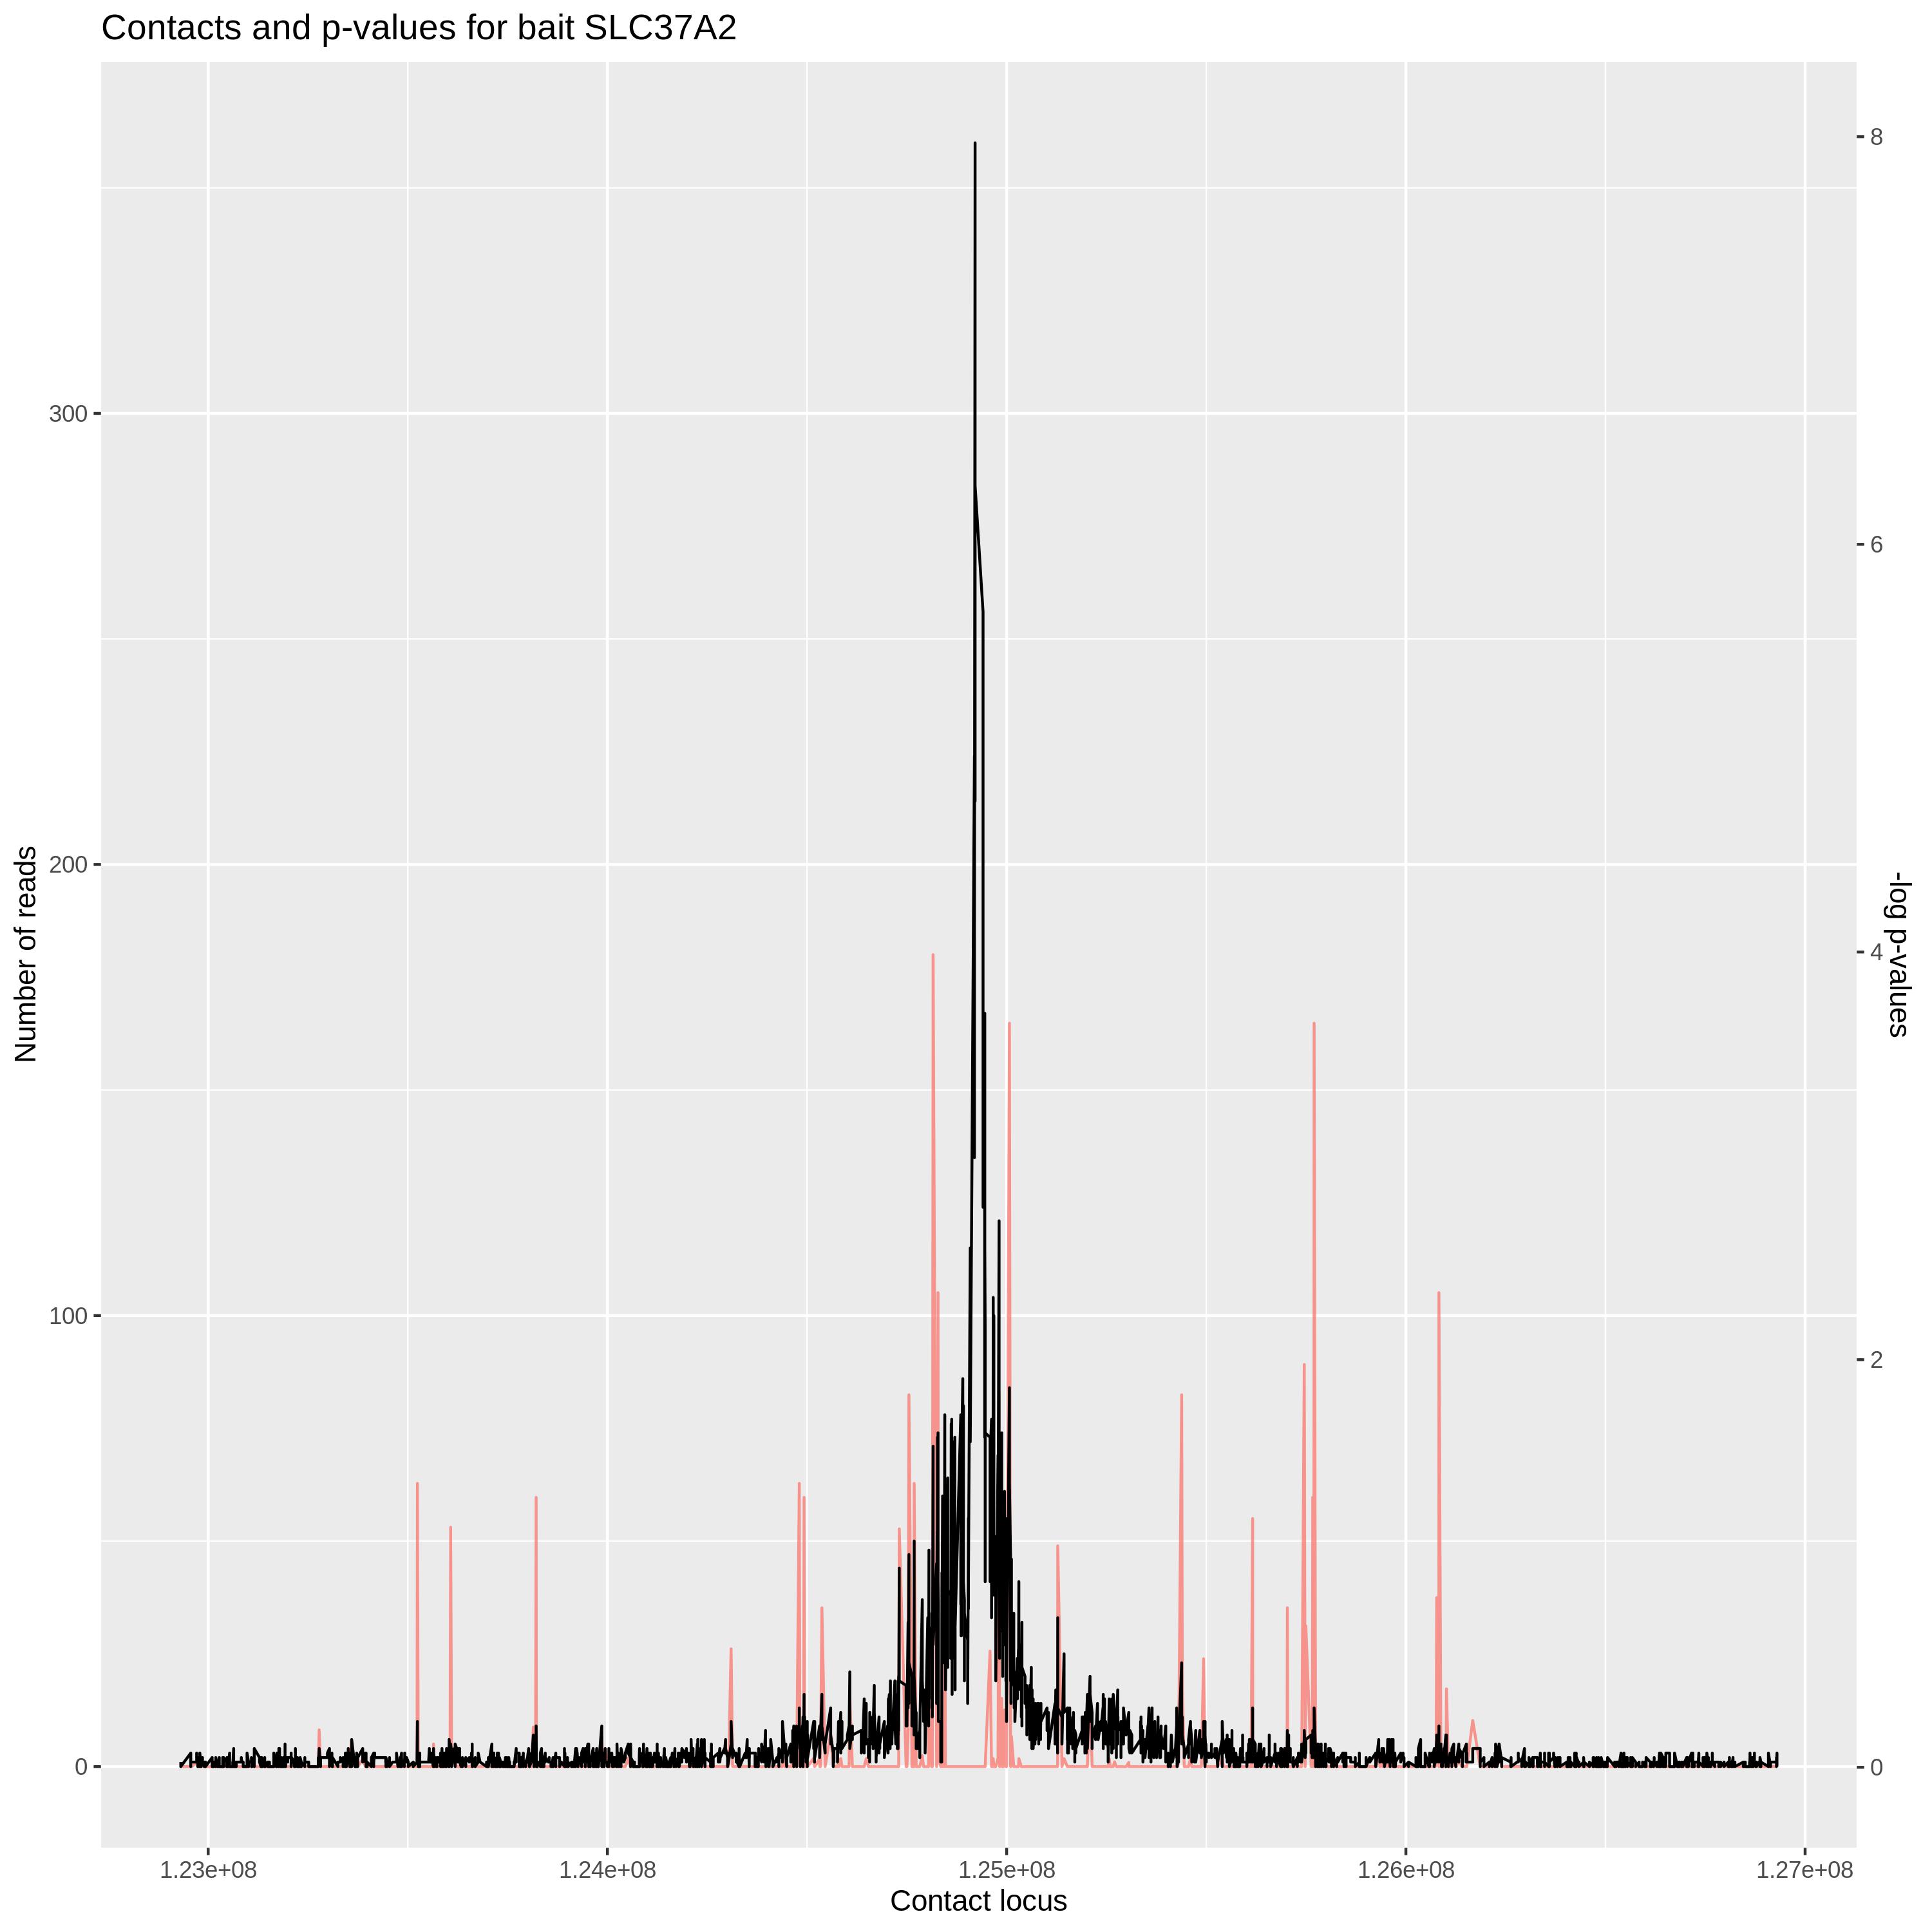 Contacts and p-values for bait SLC37A2
Number of reads
300
200
100
0
8
6
4
2
0
-log p-values
1.23e+08 1.24e+08 1.25e+08 1.26e+08 1.27e+08
Contact locus